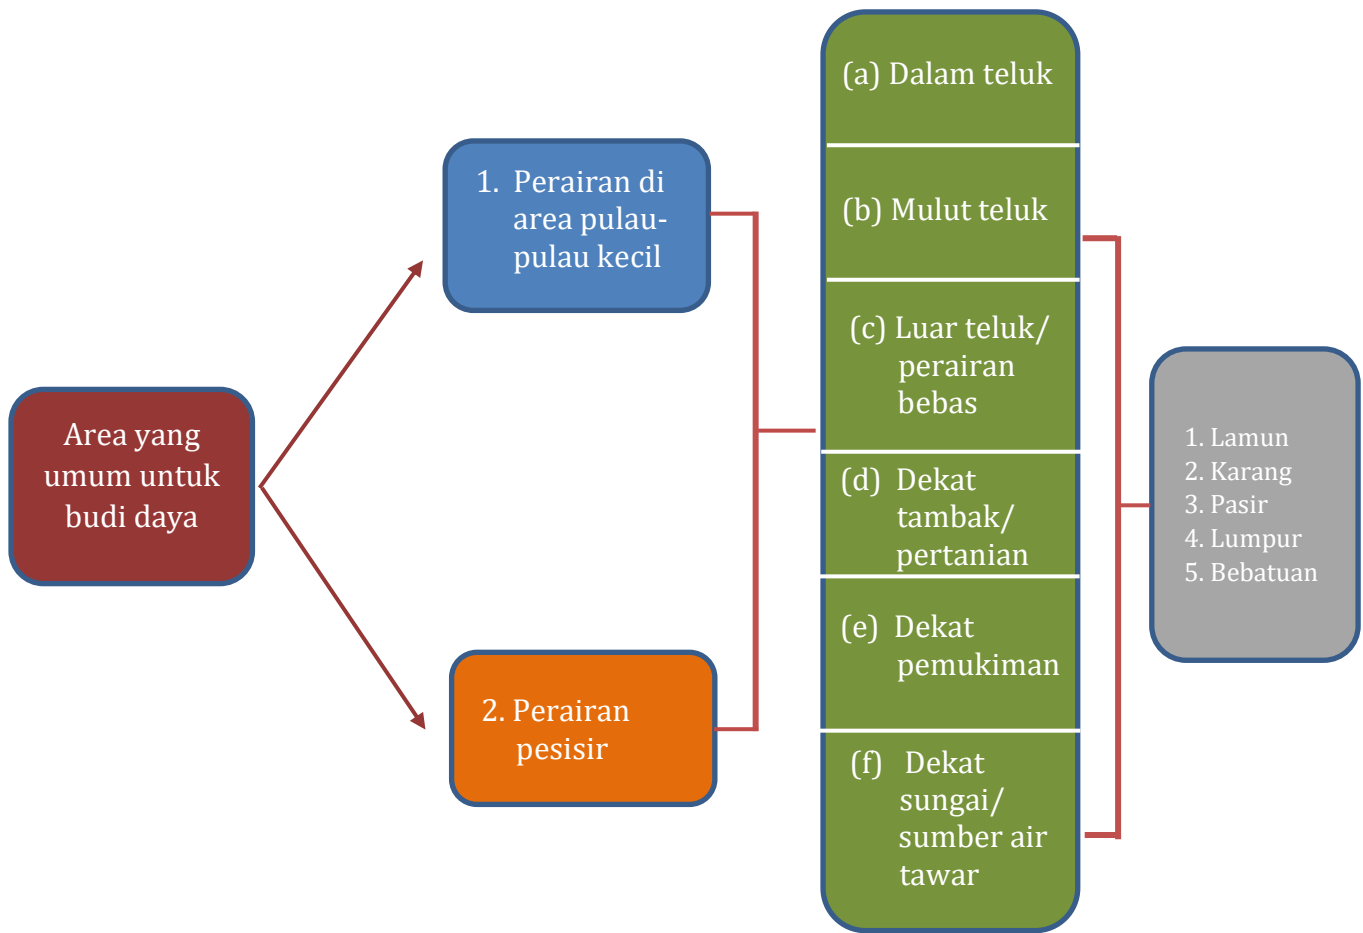 Area yang
umum untuk
budi daya
1. Perairan di
area pulau-
pulau kecil
2. Perairan
pesisir
(a) Dalam teluk
(b) Mulut teluk
(c) Luar teluk/
perairan
bebas
(d) Dekat
tambak/
pertanian
(e) Dekat
pemukiman
(f) Dekat
sungai/
sumber air
tawar
1. Lamun
2. Karang
3. Pasir
4. Lumpur
5. Bebatuan